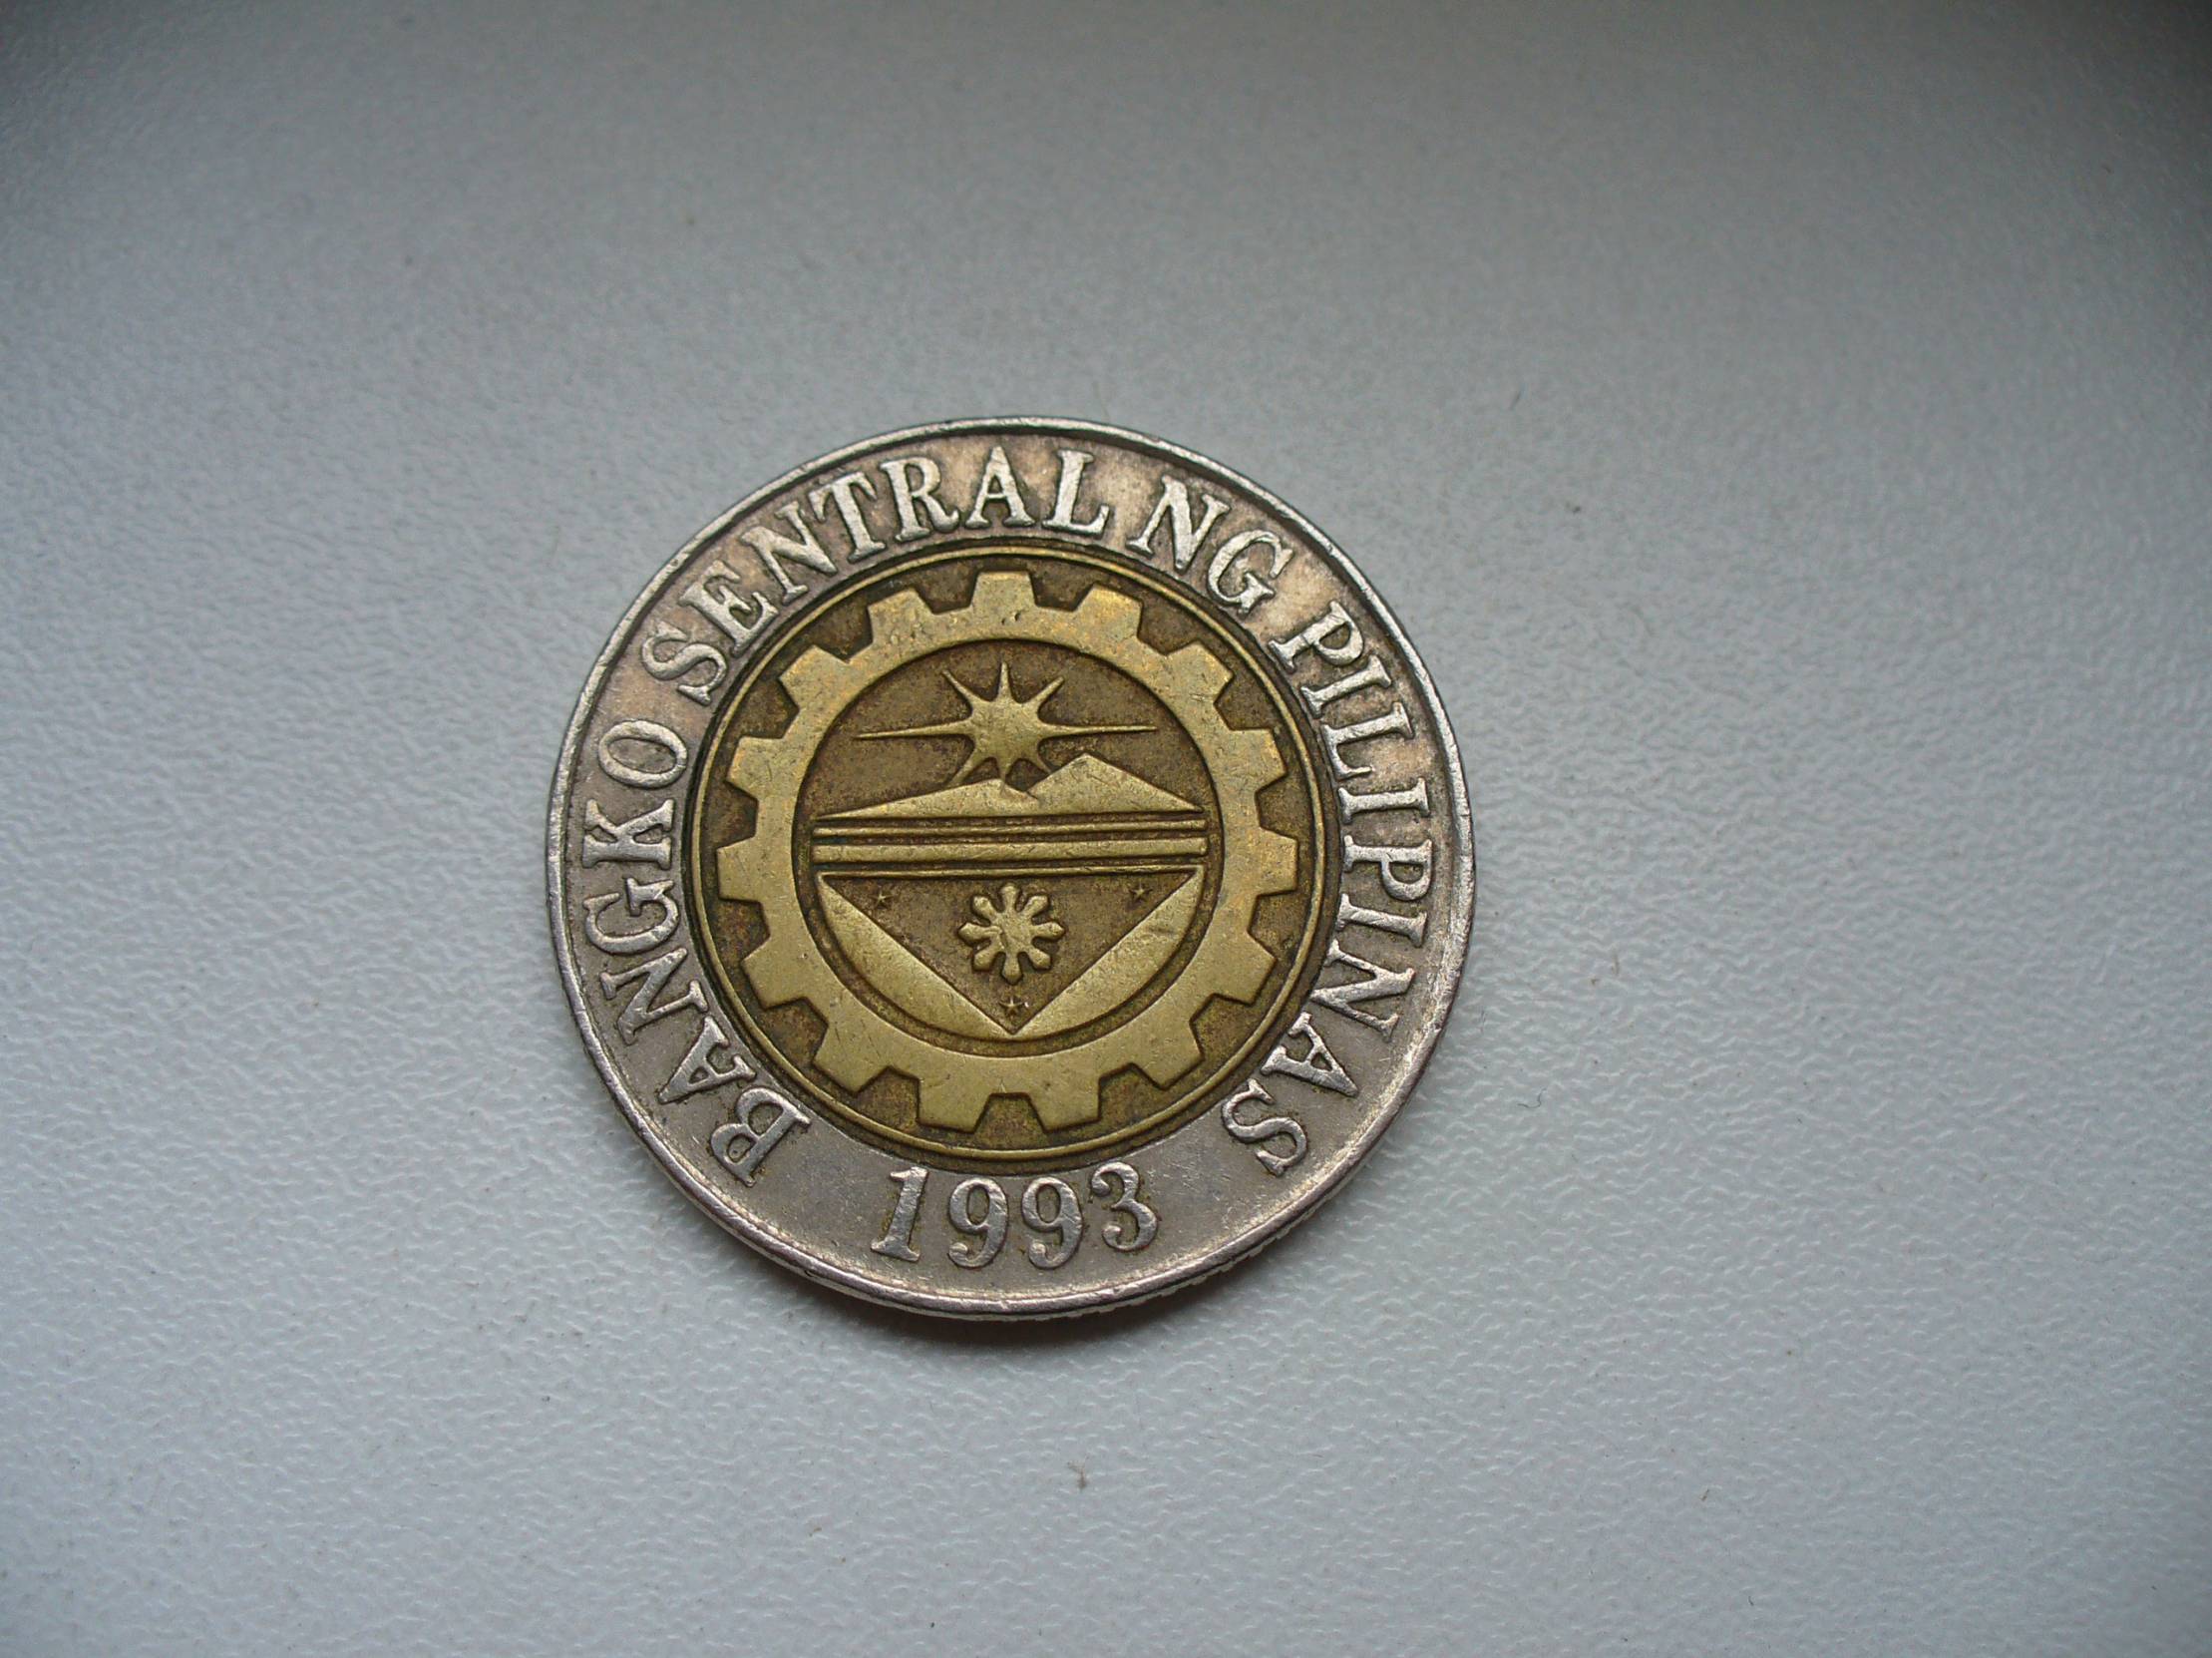 BANGKO SENTRAL NG PILIPINAS
1993